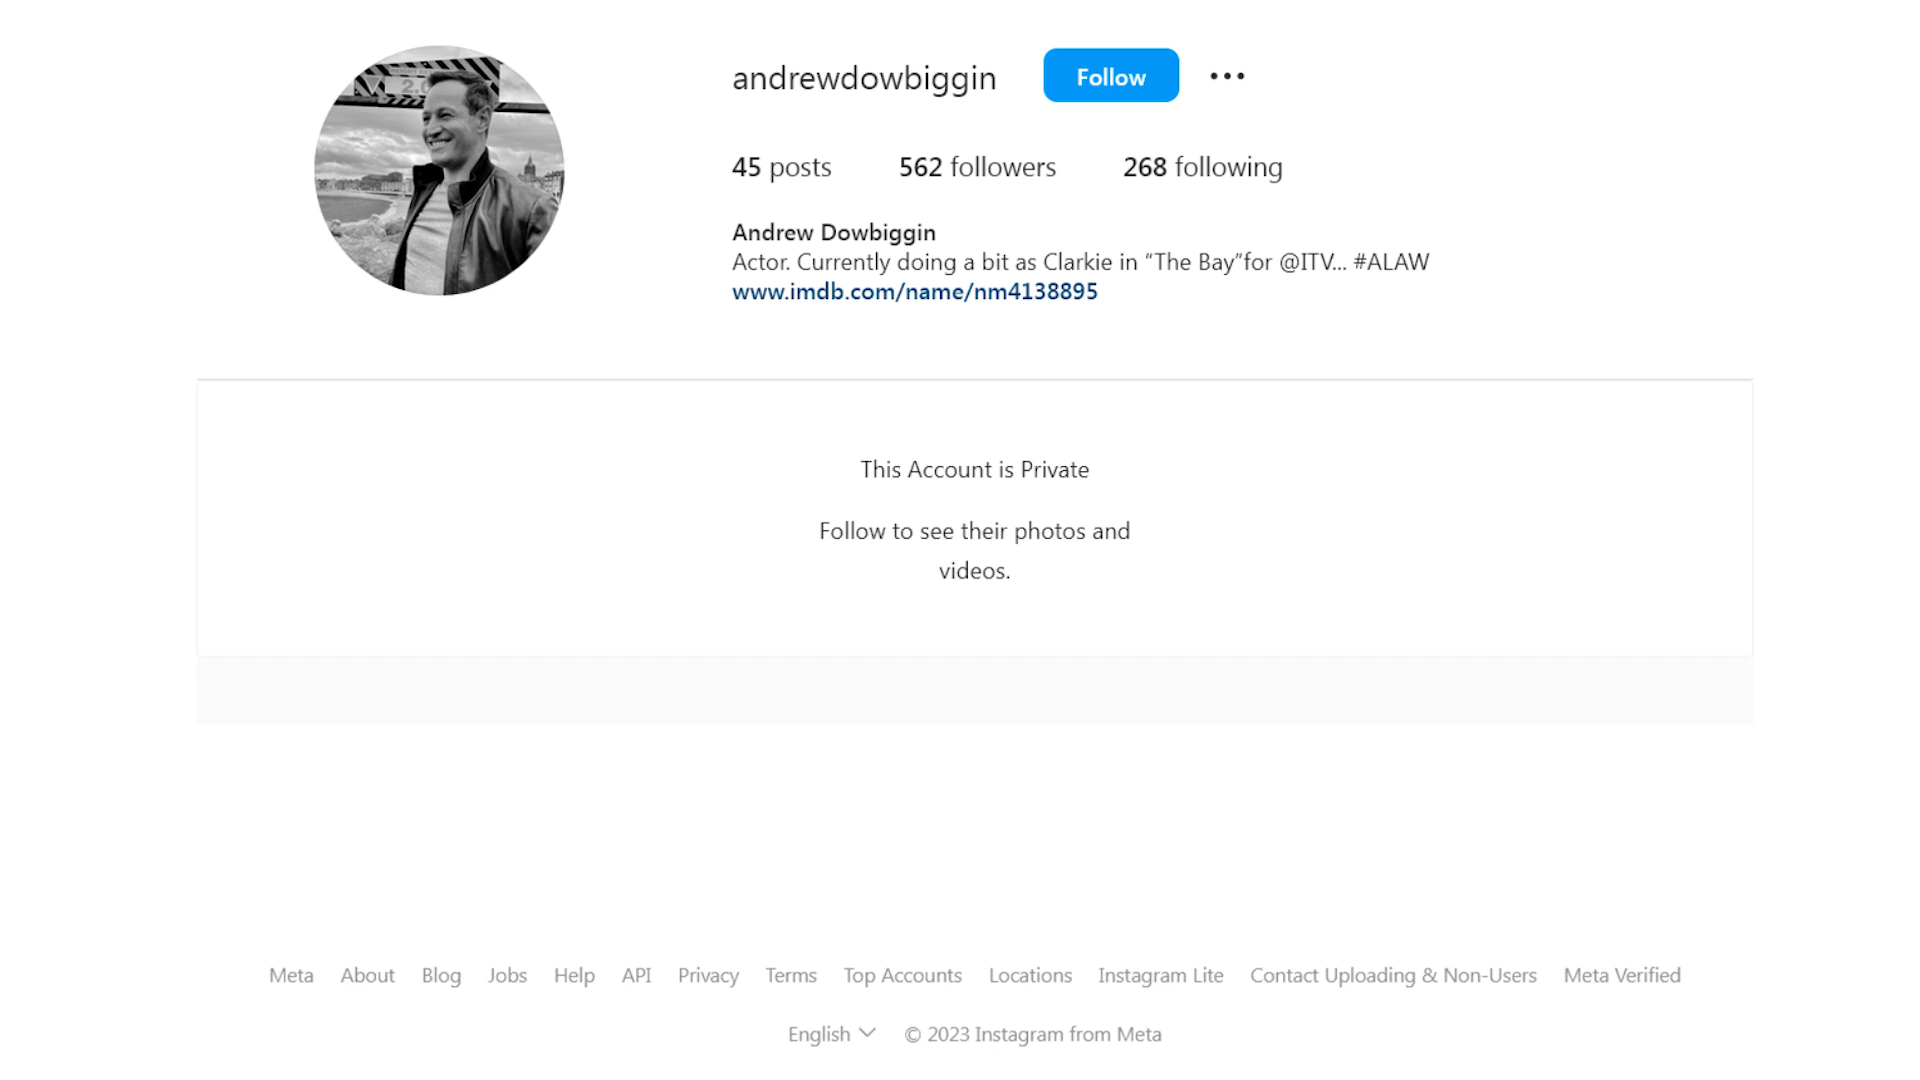 2.0
andrewdowbiggin Follow
45 posts 562 followers 268 following
Andrew Dowbiggin
Actor. Currently doing a bit as Clarkie in “The Bay”for @ITV... #ALAW
www.imdb.com/name/nm4138895
This Account is Private
Follow to see their photos and
videos.
Meta About Blog Jobs Help API Privacy Terms Top Accounts Locations Instagram Lite Contact Uploading & Non-Users Meta Verified
English © 2023 Instagram from Meta